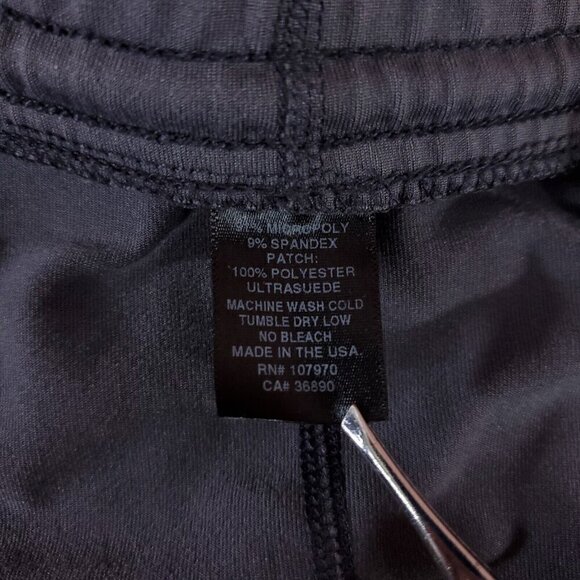 91% MICROPOLY
9% SPANDEX
PATCH:
100% POLYESTER
ULTRASUEDE
MACHINE WASH COLD
TUMBLE DRY LOW
NO BLEACH
MADE IN THE USA.
RN# 107970
CA# 36890